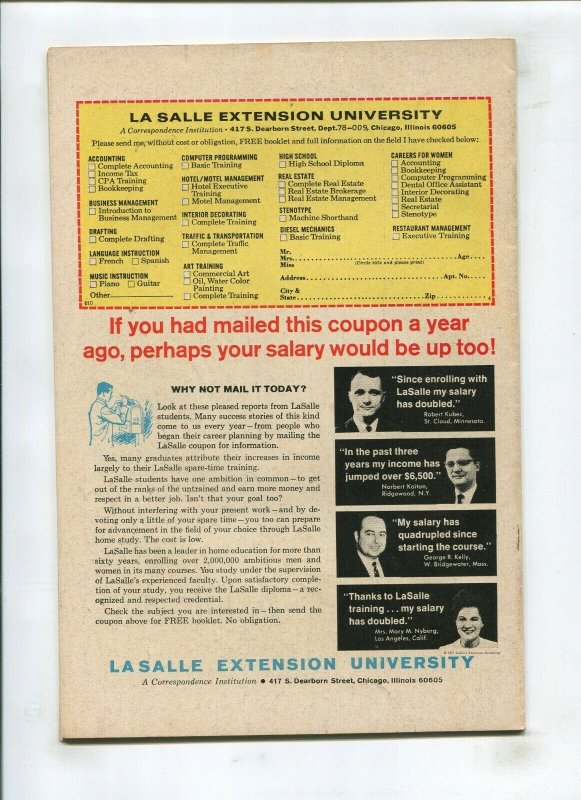 LA SALLE EXTENSION UNIVERSITY
A Correspondence Institution • 417 S. Dearborn Street, Dept. 78-009, Chicago, Illinois 60605
Please send me, without cost or obligation, FREE booklet and full information on the field I have checked below:
ACCOUNTING
Complete Accounting
Income Tax
CPA Training
Bookkeeping
BUSINESS MANAGEMENT
Introduction to
Business Management
DRAFTING
Complete Drafting
LANGUAGE INSTRUCTION
French Spanish
MUSIC INSTRUCTION
Piano Guitar
Other
610
COMPUTER PROGRAMMING
Basic Training
HOTEL/MOTEL MANAGEMENT
Hotel Executive
Training
Motel Management
INTERIOR DECORATING
Complete Training
TRAFFIC & TRANSPORTATION
Complete Traffic
Management
ART TRAINING
Commercial Art
Oil, Water Color
Painting
Complete Training
HIGH SCHOOL
High School Diploma
REAL ESTATE
Complete Real Estate
Real Estate Brokerage
Real Estate Management
STENOTYPE
Machine Shorthand
DIESEL MECHANICS
Basic Training
CAREERS FOR WOMEN
Accounting
Bookkeeping
Computer Programming
Dental Office Assistant
Interior Decorating
Real Estate
Secretarial
Stenotype
RESTAURANT MANAGEMENT
Executive Training
Mr.
Mrs. Age
Miss (Circle title and please print)
Address Apt. No.
City &
State Zip
If you had mailed this coupon a year
ago, perhaps your salary would be up too!
WHY NOT MAIL IT TODAY?
Look at these pleased reports from LaSalle
students. Many success stories of this kind
come to us every year—from people who
began their career planning by mailing the
LaSalle coupon for information.
Yes, many graduates attribute their increases in income
largely to their LaSalle spare-time training.
LaSalle students have one ambition in common—to get
out of the ranks of the untrained and earn more money and
respect in a better job. Isn't that your goal too?
Without interfering with your present work—and by de-
voting only a little of your spare time—you too can prepare
for advancement in the field of your choice through LaSalle
home study. The cost is low.
LaSalle has been a leader in home education for more than
sixty years, enrolling over 2,000,000 ambitious men and
women in its many courses. You study under the supervision
of LaSalle's experienced faculty. Upon satisfactory comple-
tion of your study, you receive the LaSalle diploma—a rec-
ognized and respected credential.
Check the subject you are interested in—then send the
coupon above for FREE booklet. No obligation.
"Since enrolling with
LaSalle my salary
has doubled."
Robert Kubec,
St. Cloud, Minnesota.
"In the past three
years my income has
jumped over $6,500."
Norbert Kaiton,
Ridgewood, N.Y.
"My salary has
quadrupled since
starting the course."
George R. Kelly,
W. Bridgewater, Mass.
"Thanks to LaSalle
training . . . my salary
has doubled."
Mrs. Mary M. Nyberg,
Los Angeles, Calif.
LASALLE EXTENSION UNIVERSITY
A Correspondence Institution • 417 S. Dearborn Street, Chicago, Illinois 60605